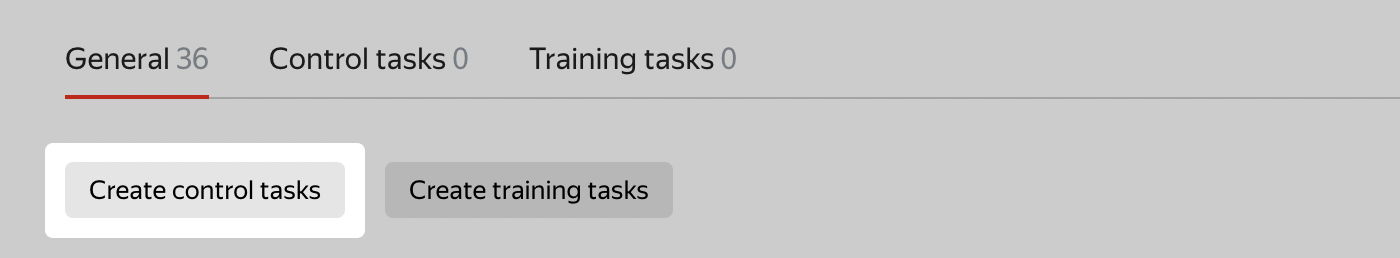 General 36 Control tasks 0 Training tasks 0
Create control tasks Create training tasks